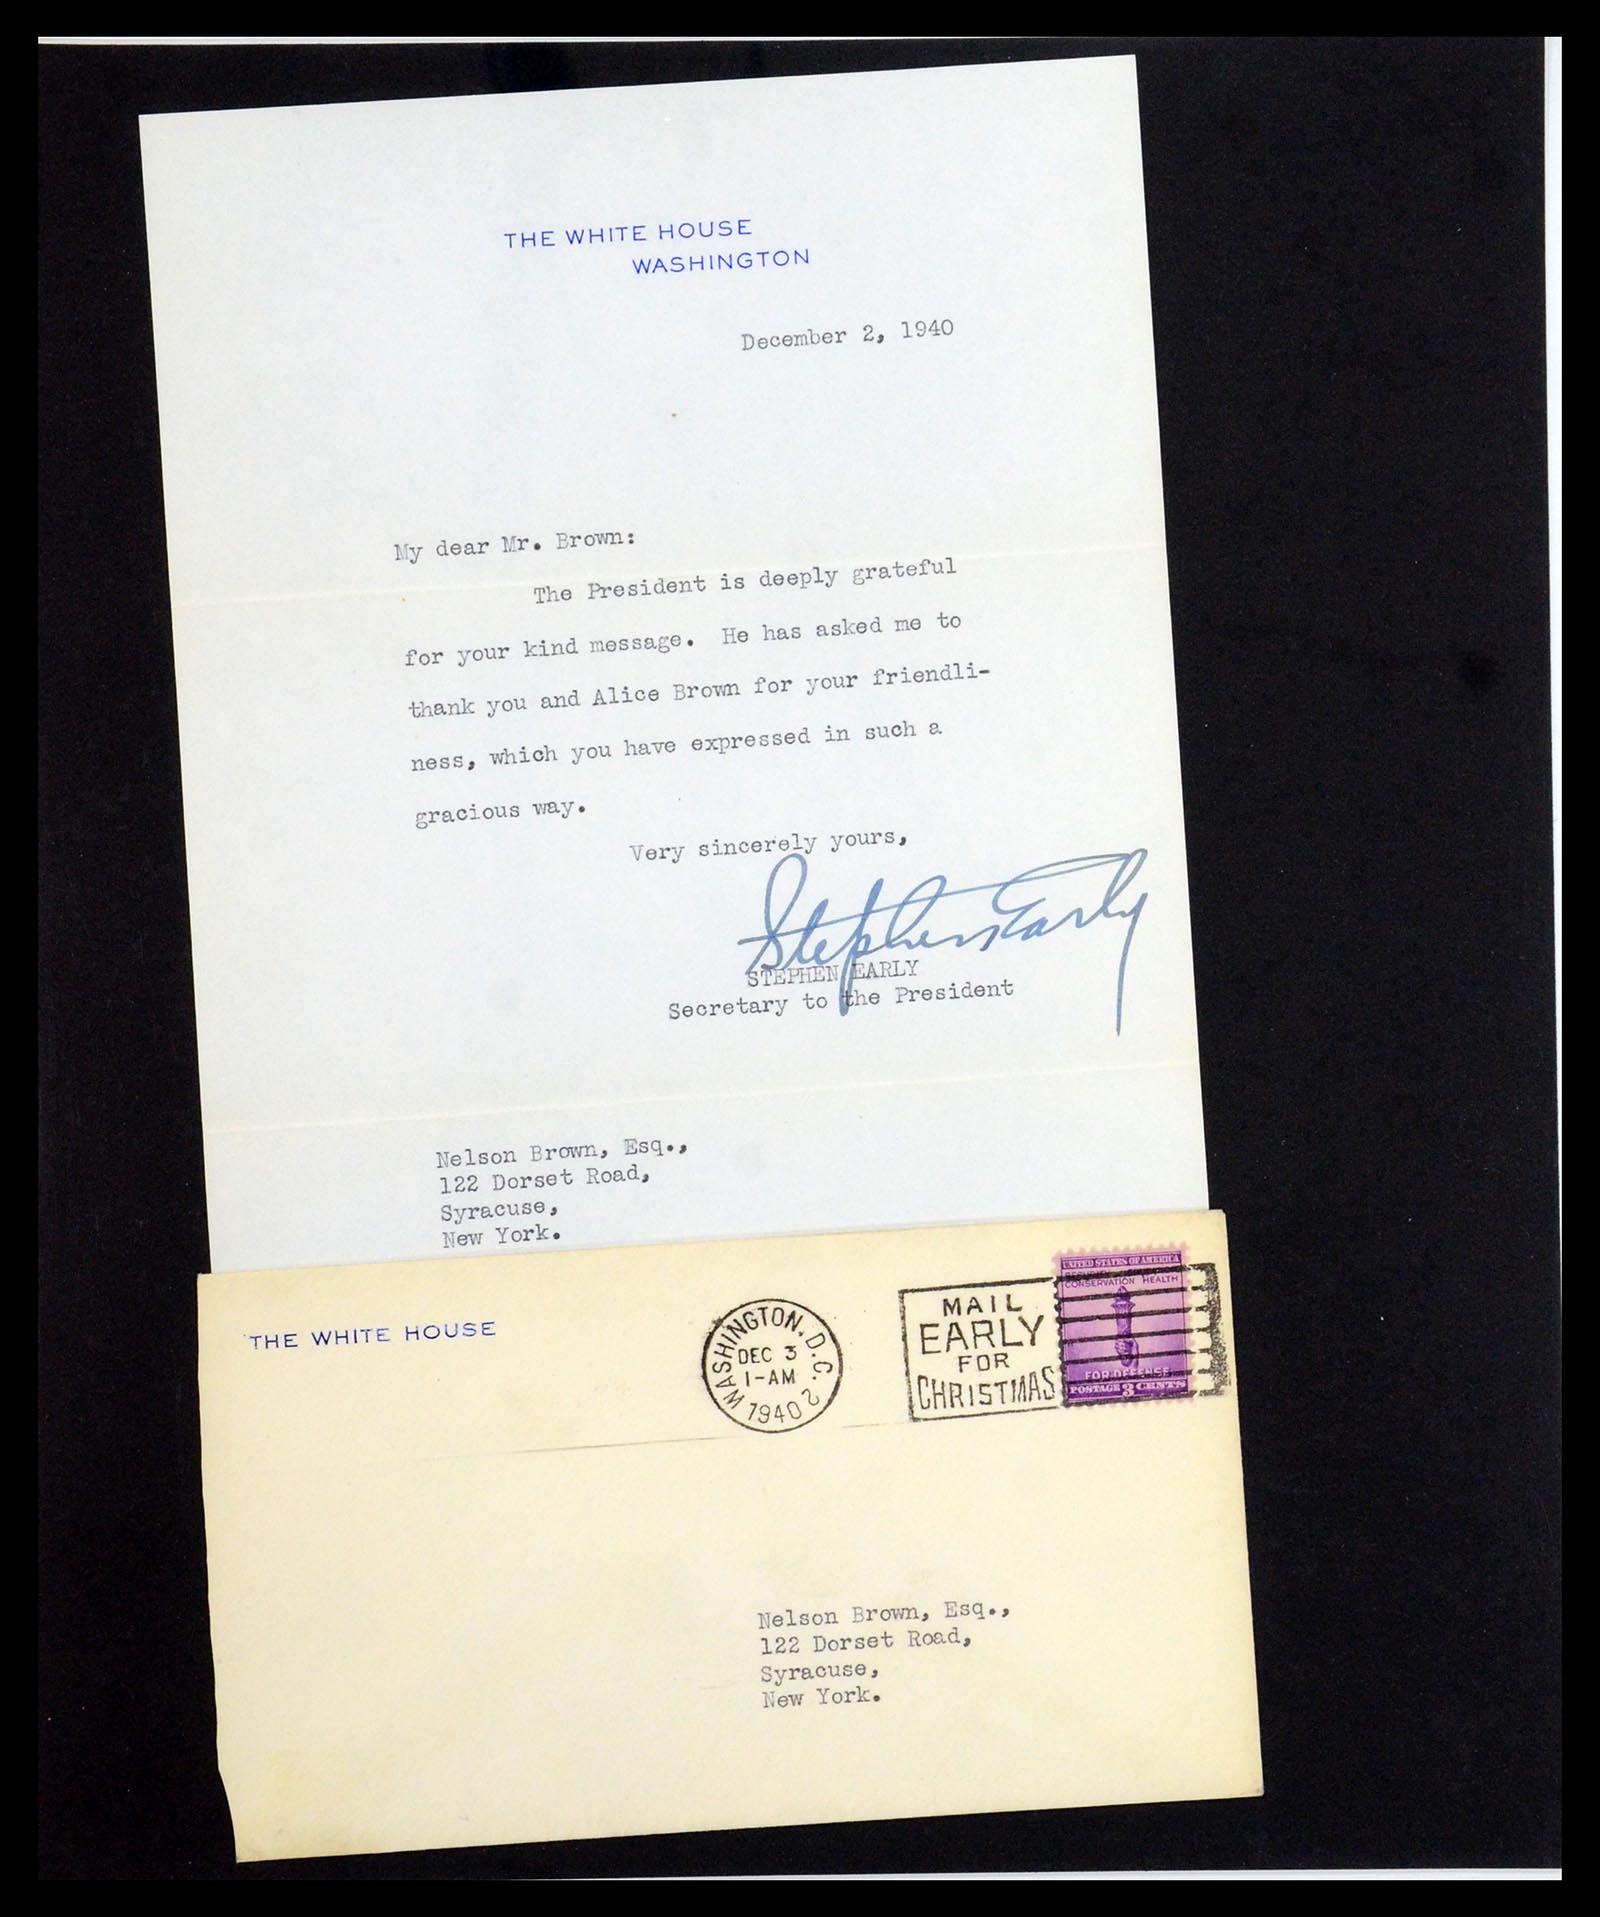 THE WHITE HOUSE
WASHINGTON
December 2, 1940
My dear Mr. Brown:
The President is deeply grateful
for your kind message. He has asked me to
thank you and Alice Brown for your friendli-
ness, which you have expressed in such a
gracious way.
Very sincerely yours,
Stephen Early
STEPHEN EARLY
Secretary to the President
Nelson Brown, Esq.,
122 Dorset Road,
Syracuse,
New York.
THE WHITE HOUSE
WASHINGTON, D.C. 2
DEC 3
1-AM
1940
MAIL
EARLY
FOR
CHRISTMAS
UNITED STATES OF AMERICA
CONSERVATION HEALTH
FOR DEFENSE
POSTAGE 3 CENTS
Nelson Brown, Esq.,
122 Dorset Road,
Syracuse,
New York.